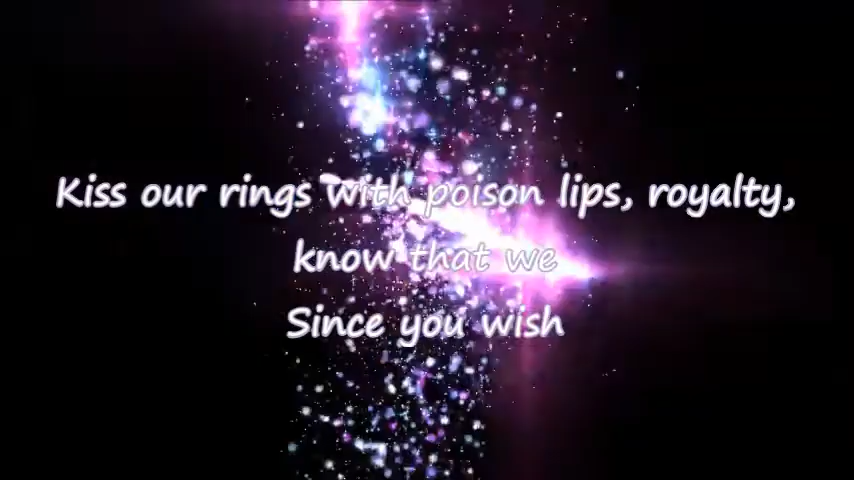 Kiss our rings with poison lips, royalty,
know that we
Since you wish